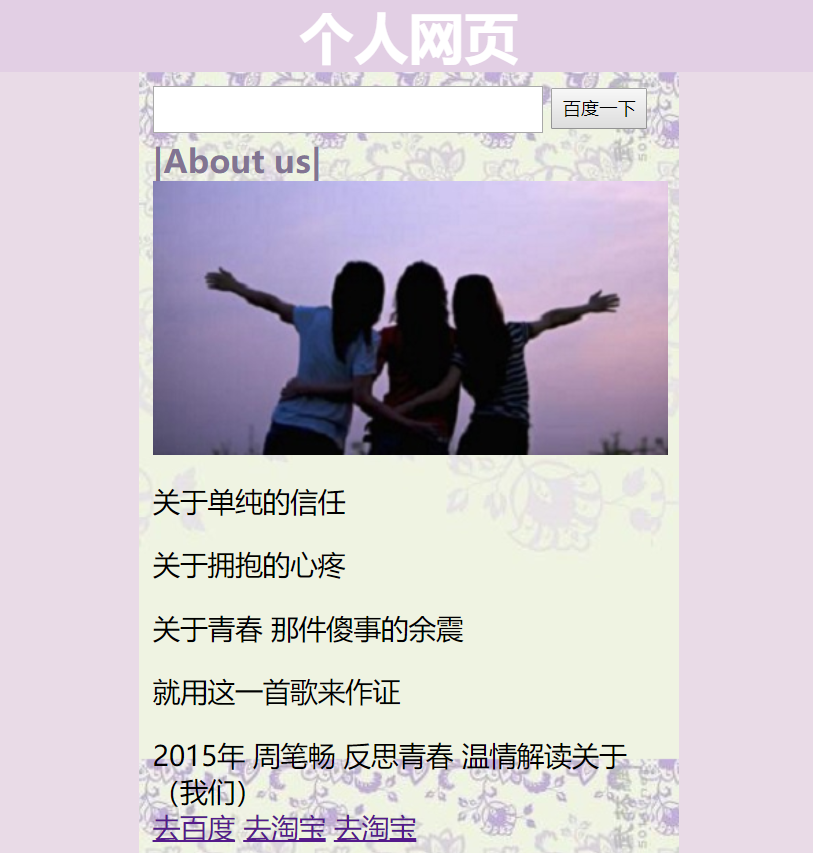 个人网页
百度一下
|About us|
关于单纯的信任
关于拥抱的心疼
关于青春 那件傻事的余震
就用这一首歌来作证
2015年 周笔畅 反思青春 温情解读关于
（我们）
去百度 去淘宝 去淘宝